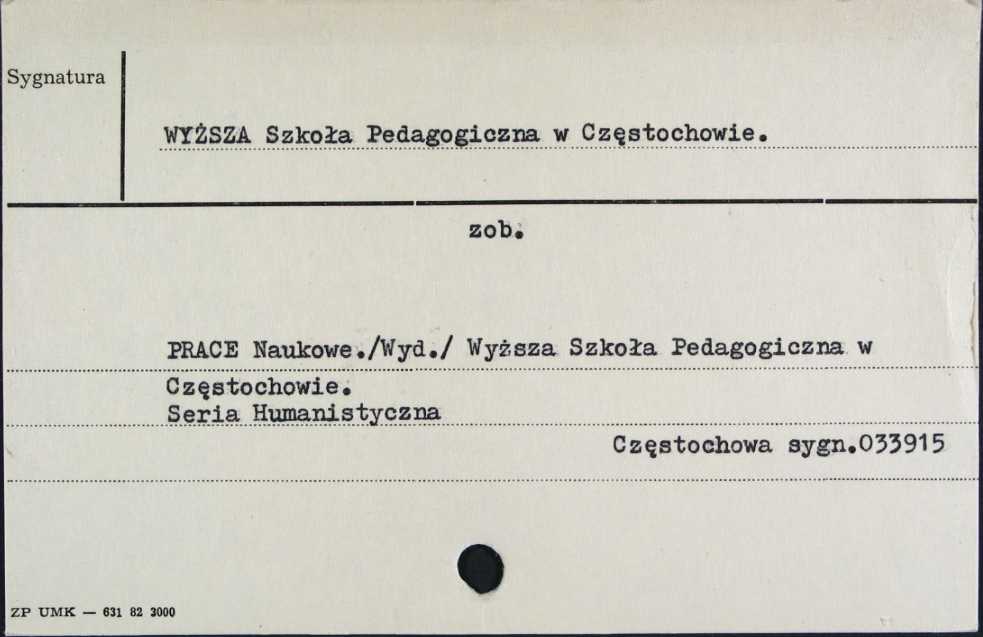 Sygnatura
WYŻSZA Szkoła Pedagogiczna w Częstochowie.
zob.
PRACE Naukowe./Wyd./ Wyższa Szkoła Pedagogiczna w
Częstochowie.
Seria Humanistyczna
Częstochowa sygn.033915
ZP UMK — 631 82 3000